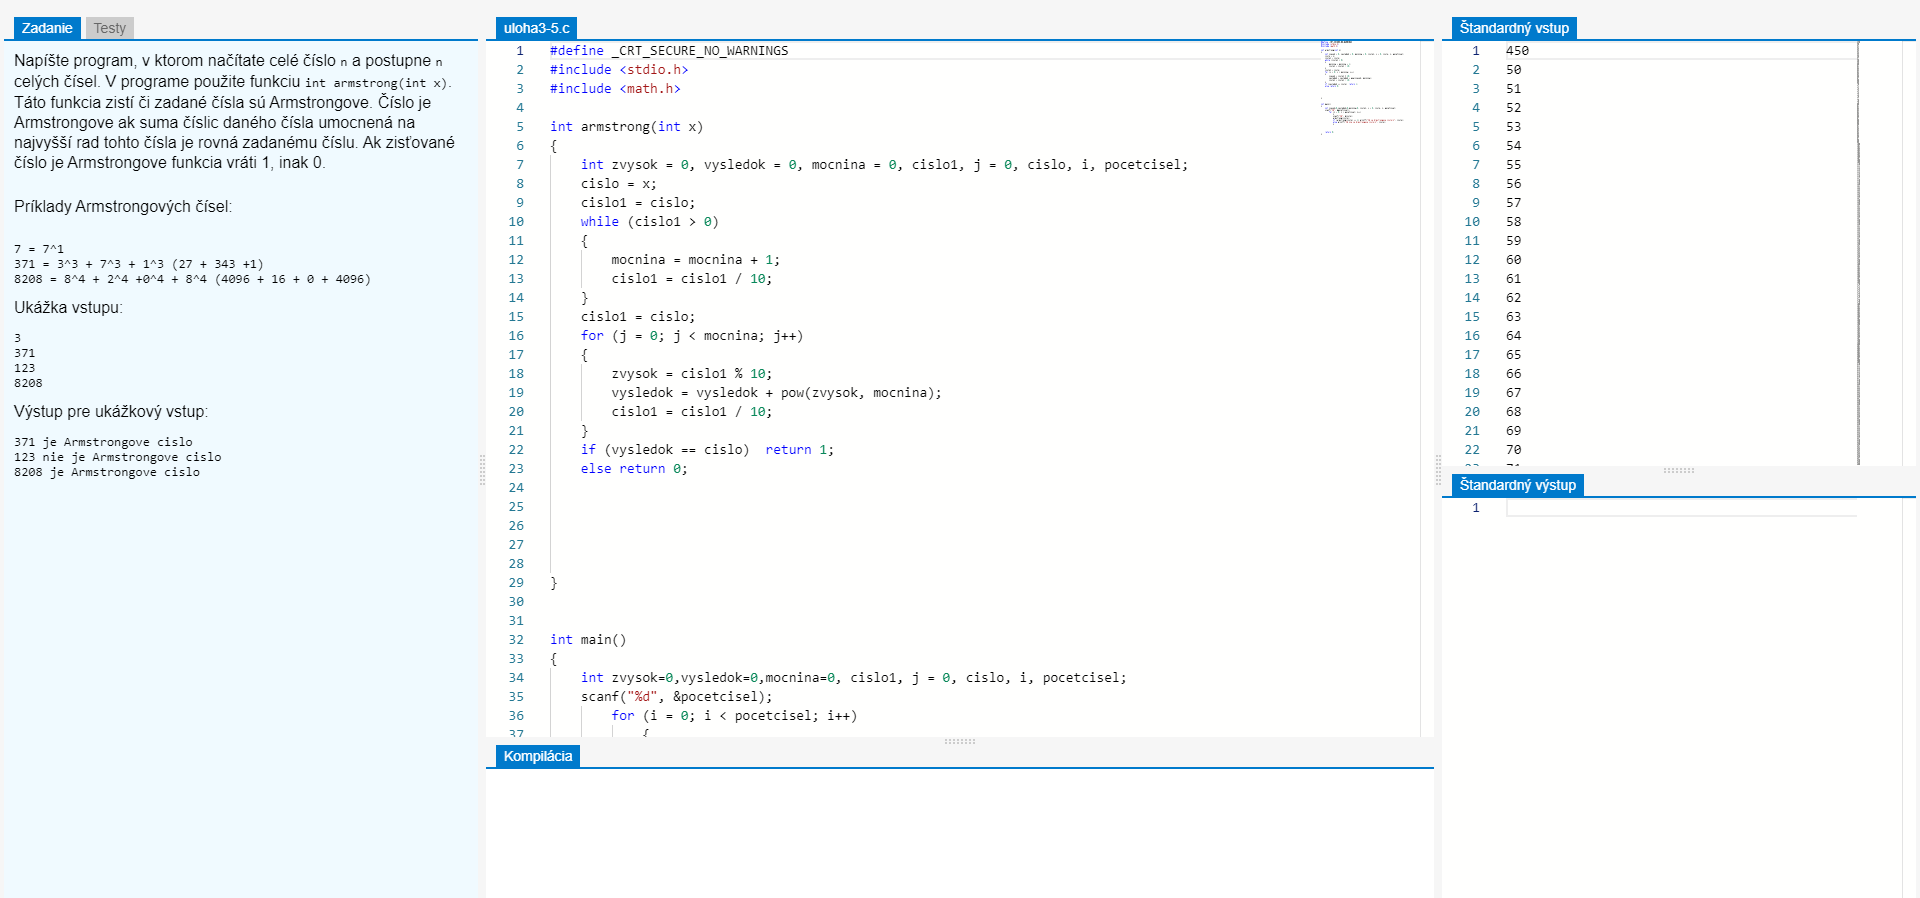 Zadanie
Testy
Napíšte program, v ktorom načítate celé číslo n a postupne n
celých čísel. V programe použite funkciu int armstrong(int x).
Táto funkcia zistí či zadané čísla sú Armstrongove. Číslo je
Armstrongove ak suma číslic daného čísla umocnená na
najvyšší rad tohto čísla je rovná zadanému číslu. Ak zisťované
číslo je Armstrongove funkcia vráti 1, inak 0.
Príklady Armstrongových čísel:
7 = 7^1
371 = 3^3 + 7^3 + 1^3 (27 + 343 +1)
8208 = 8^4 + 2^4 +0^4 + 8^4 (4096 + 16 + 0 + 4096)
Ukážka vstupu:
3
371
123
8208
Výstup pre ukážkový vstup:
371 je Armstrongove cislo
123 nie je Armstrongove cislo
8208 je Armstrongove cislo
uloha3-5.c
1 #define _CRT_SECURE_NO_WARNINGS
2 #include <stdio.h>
3 #include <math.h>
4
5 int armstrong(int x)
6 {
7 int zvysok = 0, vysledok = 0, mocnina = 0, cislo1, j = 0, cislo, i, pocetcisel;
8 cislo = x;
9 cislo1 = cislo;
10 while (cislo1 > 0)
11 {
12 mocnina = mocnina + 1;
13 cislo1 = cislo1 / 10;
14 }
15 cislo1 = cislo;
16 for (j = 0; j < mocnina; j++)
17 {
18 zvysok = cislo1 % 10;
19 vysledok = vysledok + pow(zvysok, mocnina);
20 cislo1 = cislo1 / 10;
21 }
22 if (vysledok == cislo)  return 1;
23 else return 0;
24
25
26
27
28
29 }
30
31
32 int main()
33 {
34 int zvysok=0,vysledok=0,mocnina=0, cislo1, j = 0, cislo, i, pocetcisel;
35 scanf("%d", &pocetcisel);
36 for (i = 0; i < pocetcisel; i++)
37 {
Kompilácia
Štandardný vstup
1 450
2 50
3 51
4 52
5 53
6 54
7 55
8 56
9 57
10 58
11 59
12 60
13 61
14 62
15 63
16 64
17 65
18 66
19 67
20 68
21 69
22 70
23 71
Štandardný výstup
1